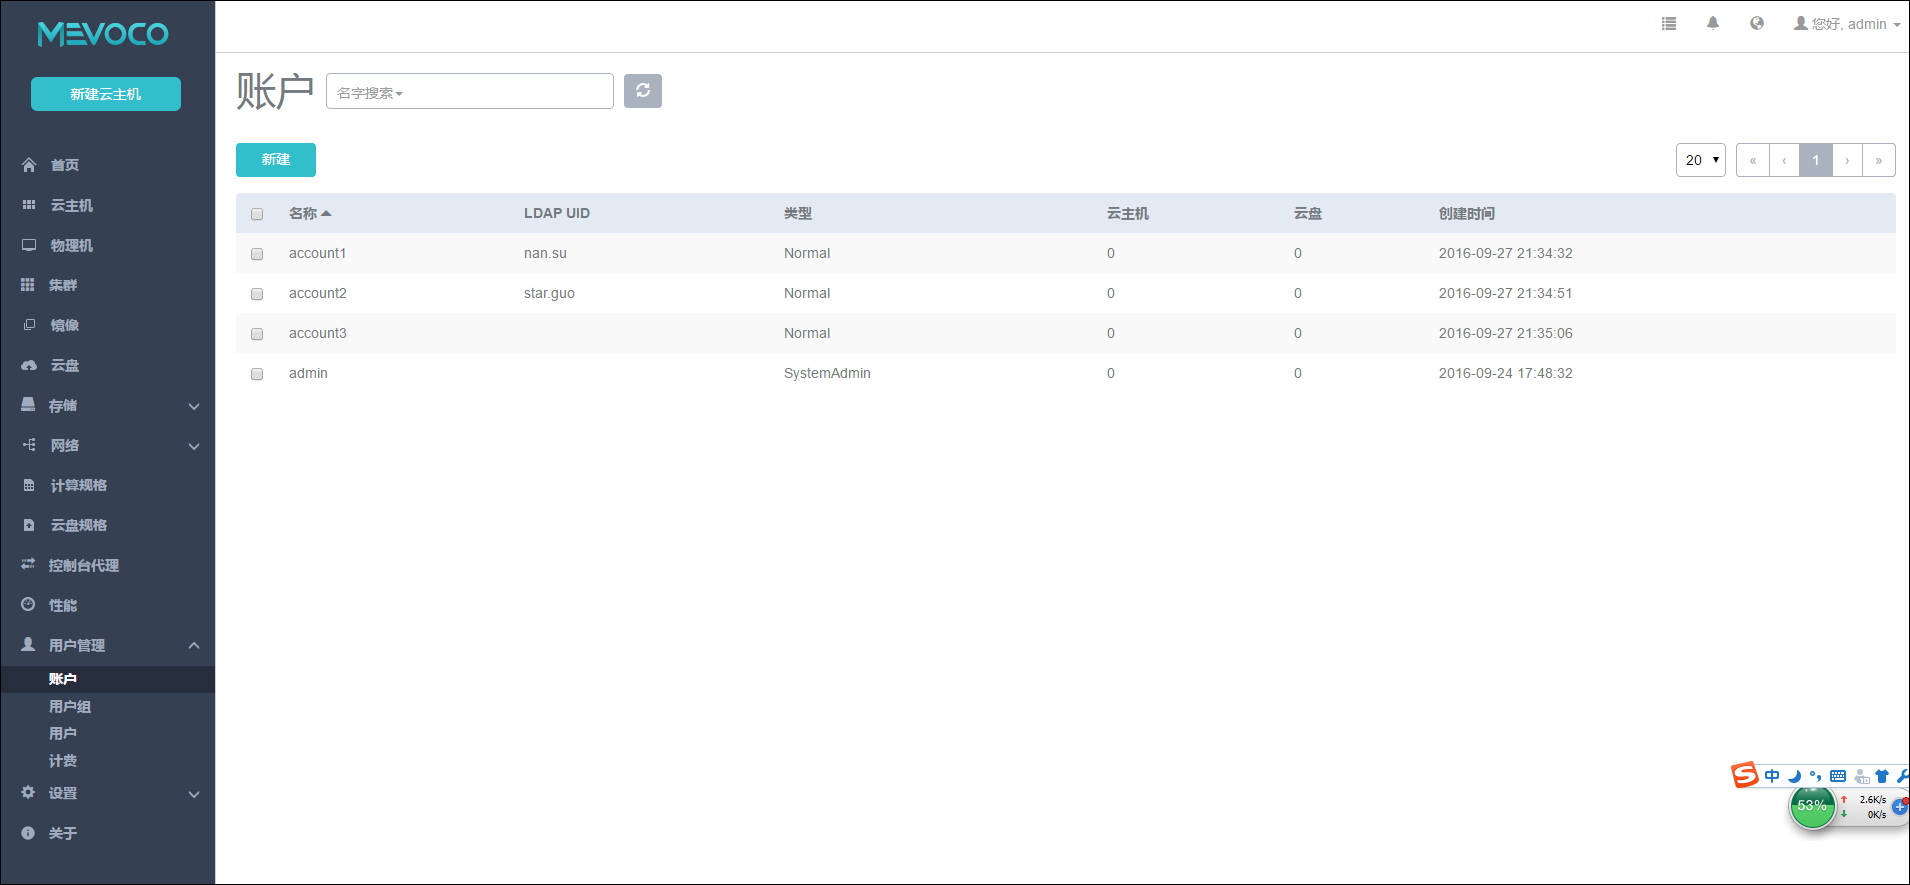 MEVOCO
新建云主机
首页
云主机
物理机
集群
镜像
云盘
存储
网络
计算规格
云盘规格
控制台代理
性能
用户管理
账户
用户组
用户
计费
设置
关于
您好, admin
账户 名字搜索
新建 20 « ‹ 1 › »
名称 LDAP UID 类型 云主机 云盘 创建时间
account1 nan.su Normal 0 0 2016-09-27 21:34:32
account2 star.guo Normal 0 0 2016-09-27 21:34:51
account3 Normal 0 0 2016-09-27 21:35:06
admin SystemAdmin 0 0 2016-09-24 17:48:32
S 中
53% 2.6K/s
0K/s